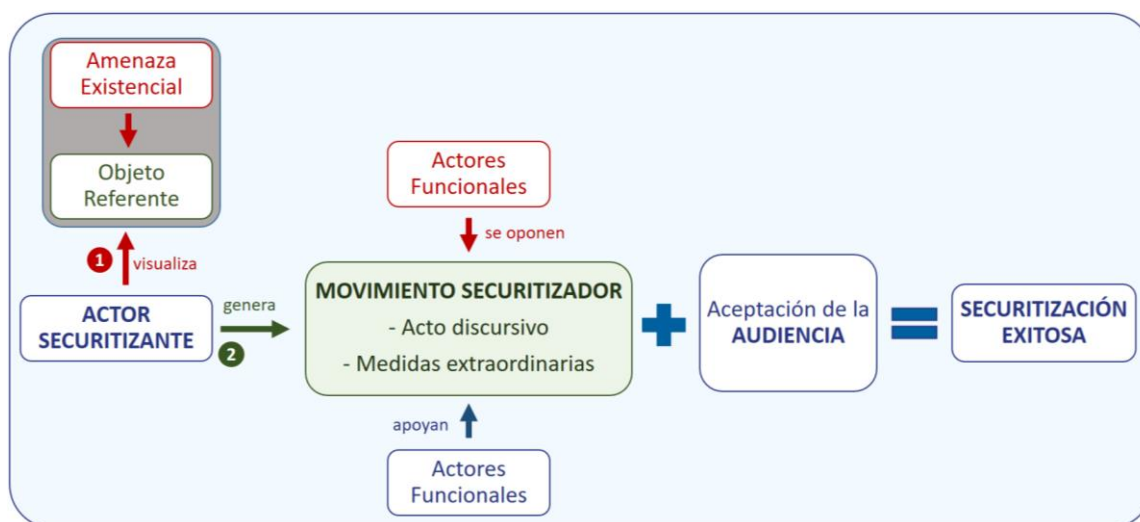 Amenaza
Existencial
Objeto
Referente
1
visualiza
ACTOR
SECURITIZANTE
genera
2
Actores
Funcionales
se oponen
MOVIMIENTO SECURITIZADOR
- Acto discursivo
- Medidas extraordinarias
apoyan
Actores
Funcionales
Aceptación de la
AUDIENCIA
SECURITIZACIÓN
EXITOSA